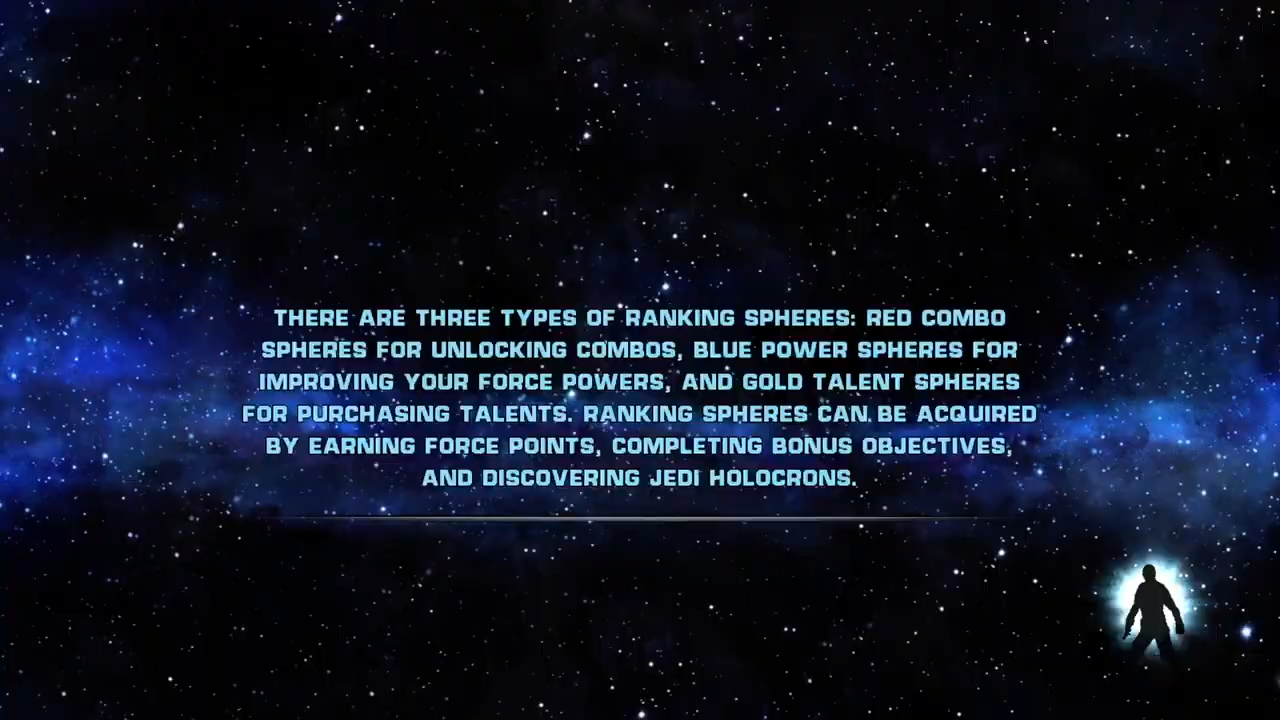 THERE ARE THREE TYPES OF RANKING SPHERES: RED COMBO
SPHERES FOR UNLOCKING COMBOS, BLUE POWER SPHERES FOR
IMPROVING YOUR FORCE POWERS, AND GOLD TALENT SPHERES
FOR PURCHASING TALENTS. RANKING SPHERES CAN BE ACQUIRED
BY EARNING FORCE POINTS, COMPLETING BONUS OBJECTIVES,
AND DISCOVERING JEDI HOLOCRONS.